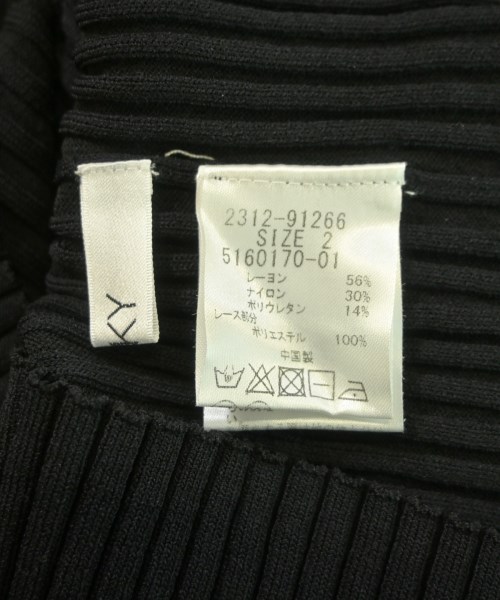 KY
2312-91266
SIZE 2
5160170-01
レーヨン 56%
ナイロン 30%
ポリウレタン 14%
レース部分
ポリエステル 100%
中国製